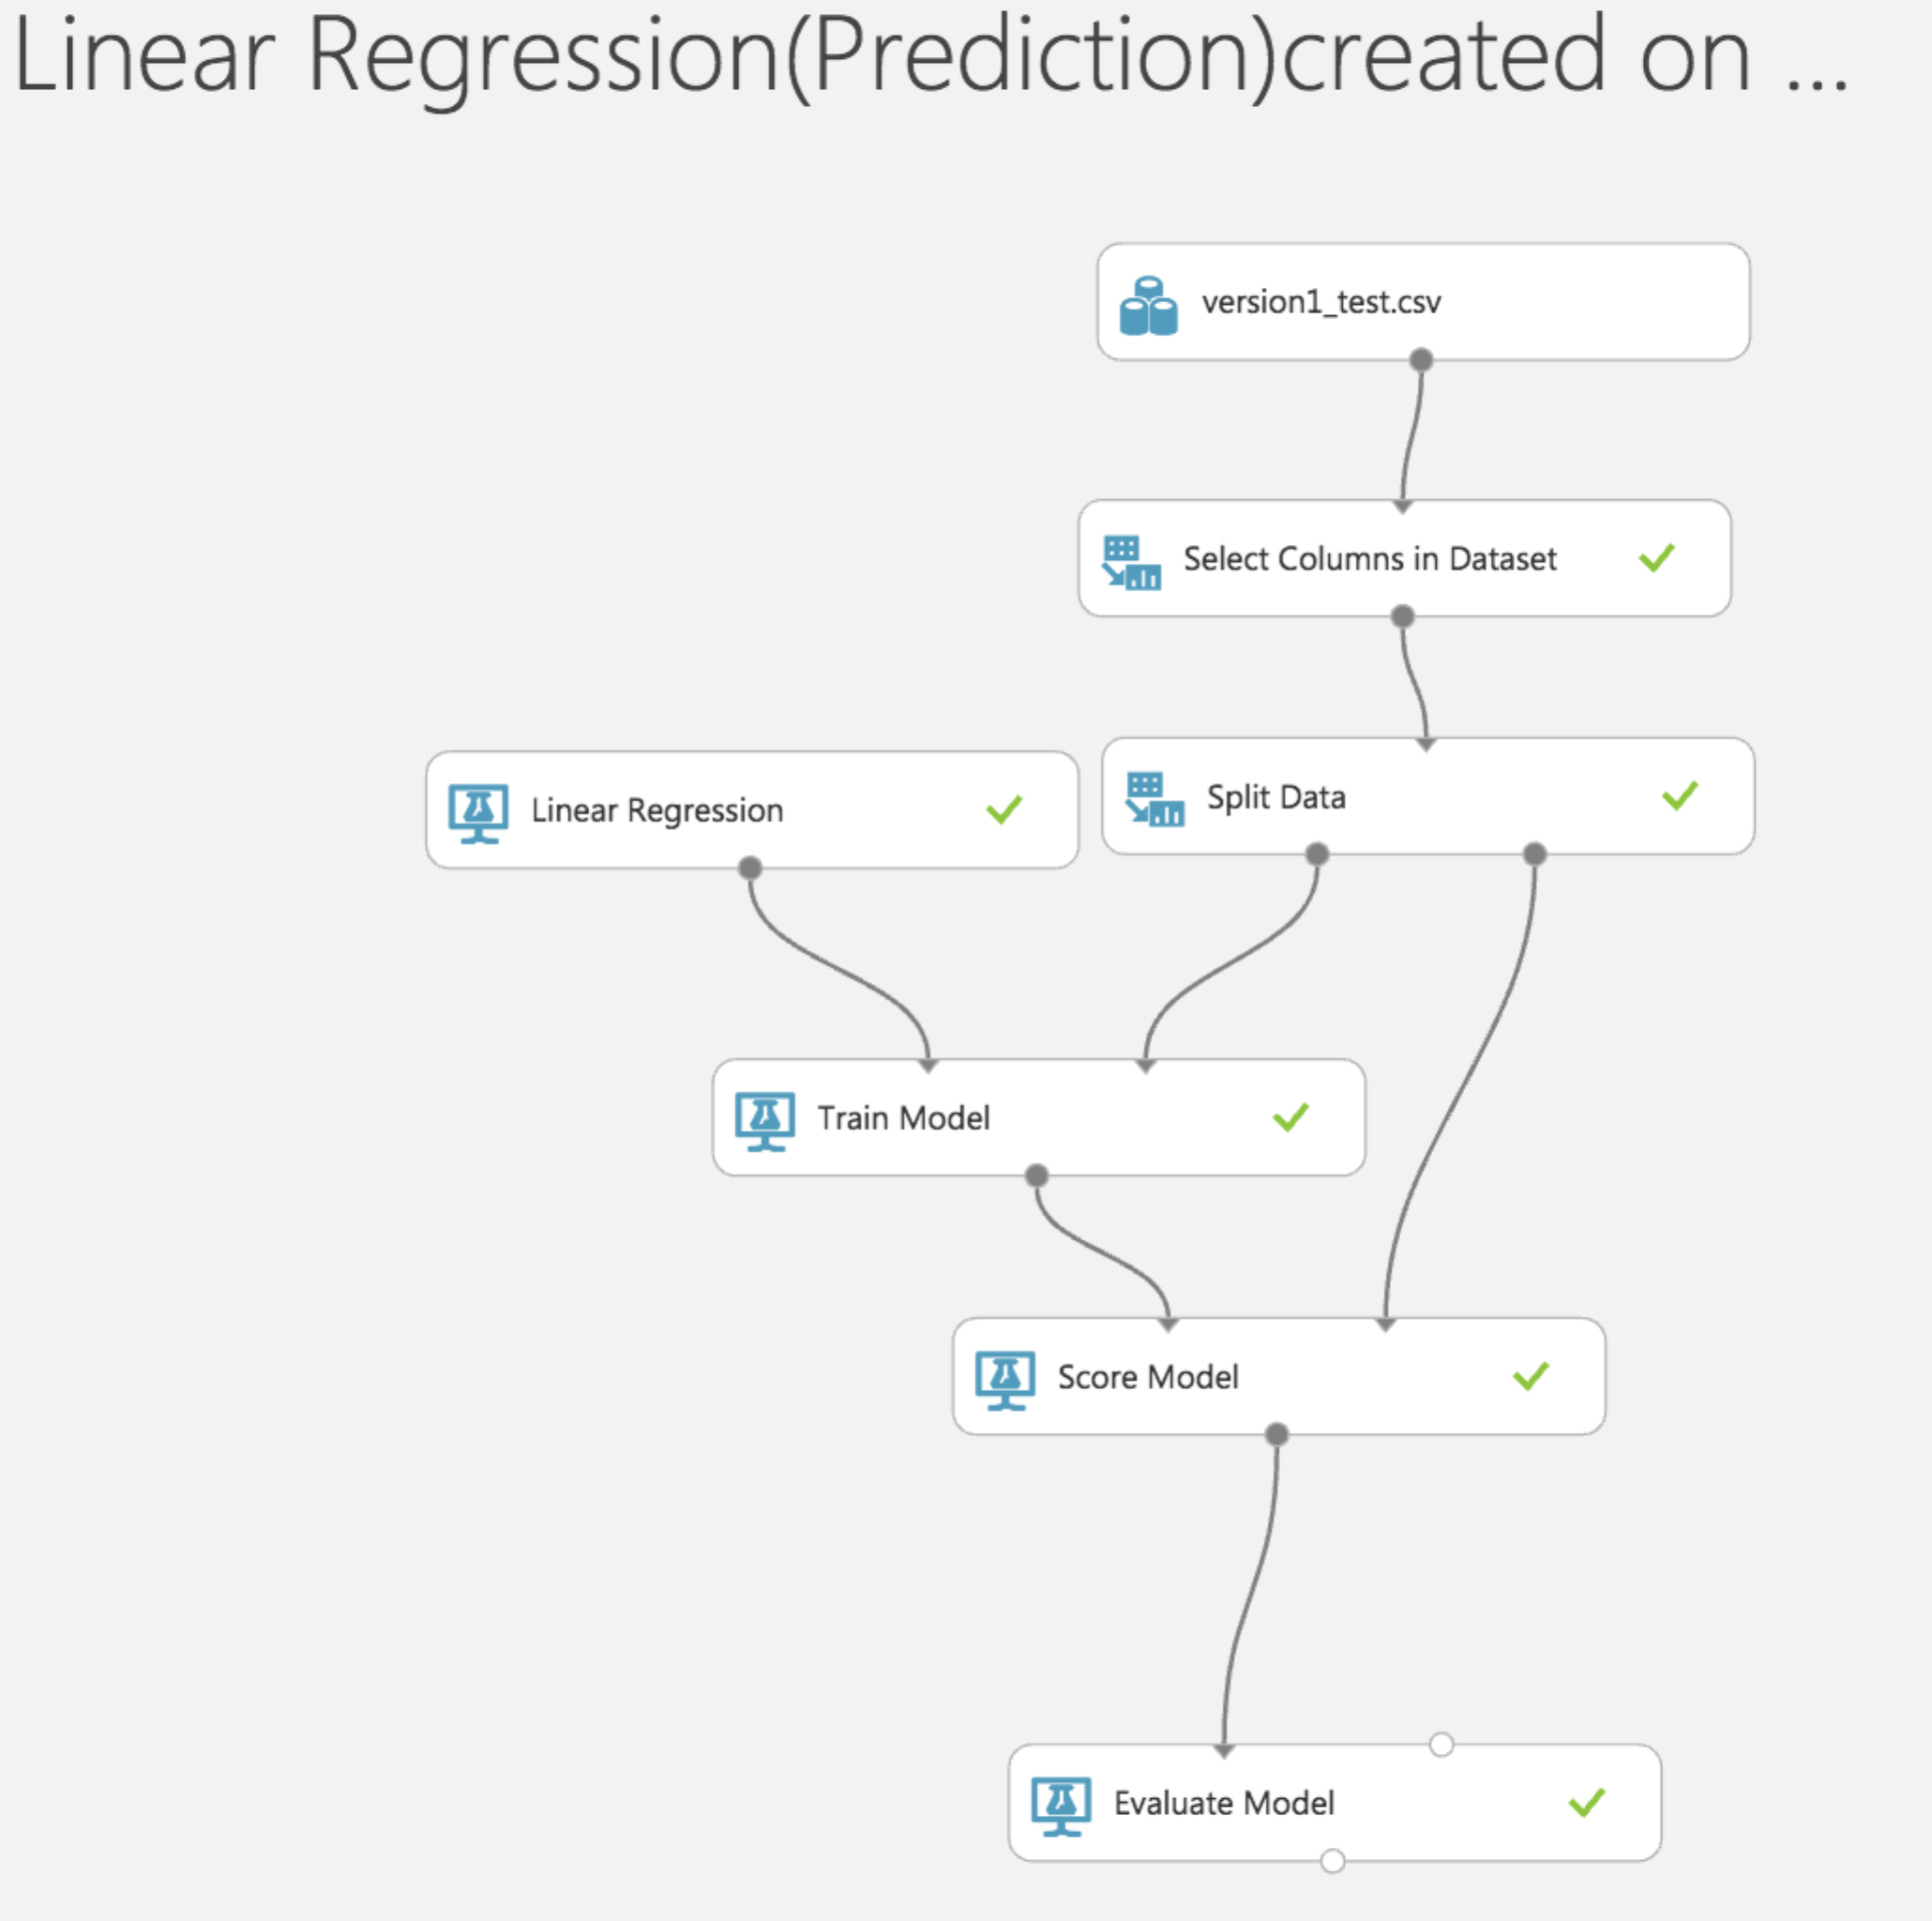 Linear Regression(Prediction)created on ...
version1_test.csv
Select Columns in Dataset
Linear Regression
Split Data
Train Model
Score Model
Evaluate Model